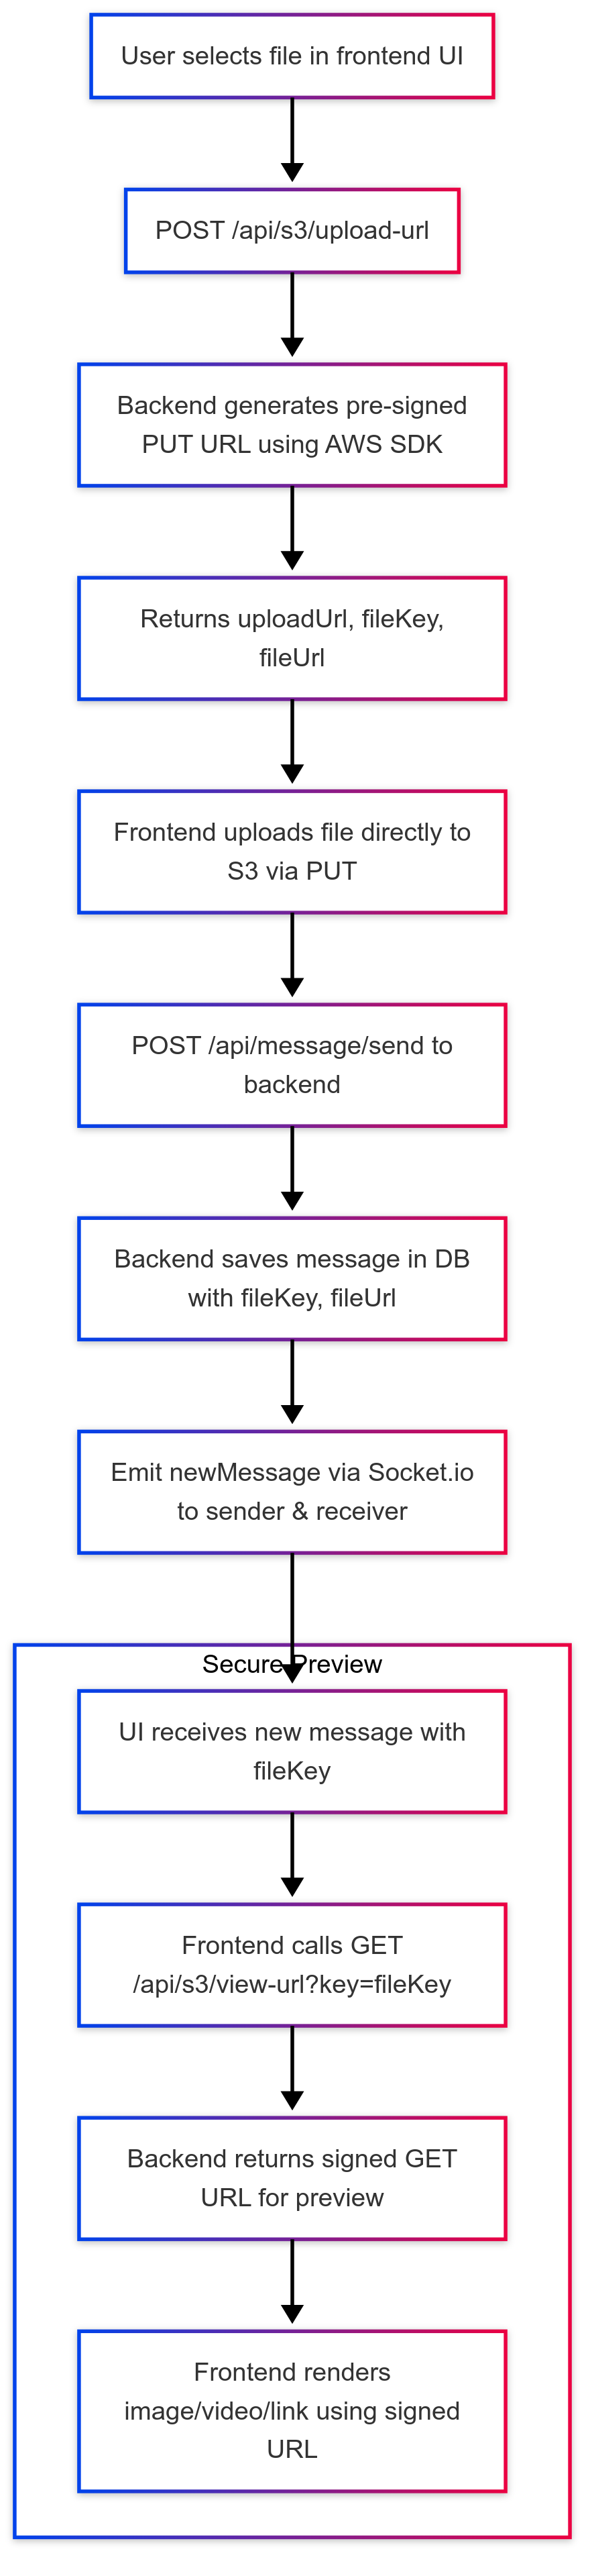 User selects file in frontend UI
POST /api/s3/upload-url
Backend generates pre-signed
PUT URL using AWS SDK
Returns uploadUrl, fileKey,
fileUrl
Frontend uploads file directly to
S3 via PUT
POST /api/message/send to
backend
Backend saves message in DB
with fileKey, fileUrl
Emit newMessage via Socket.io
to sender & receiver
Secure Preview
UI receives new message with
fileKey
Frontend calls GET
/api/s3/view-url?key=fileKey
Backend returns signed GET
URL for preview
Frontend renders
image/video/link using signed
URL